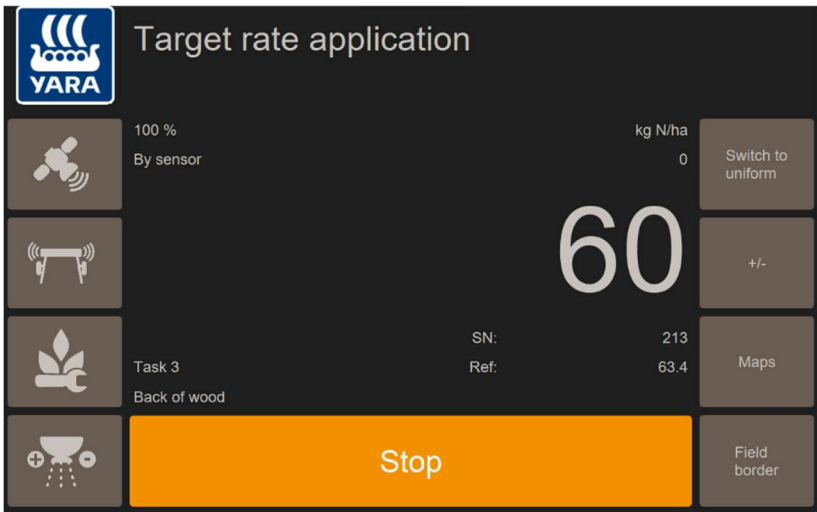 YARA
Target rate application
100 %
kg N/ha
By sensor
0
Switch to
uniform
60
+/-
SN:
213
Task 3
Ref:
63.4
Maps
Back of wood
Stop
Field
border